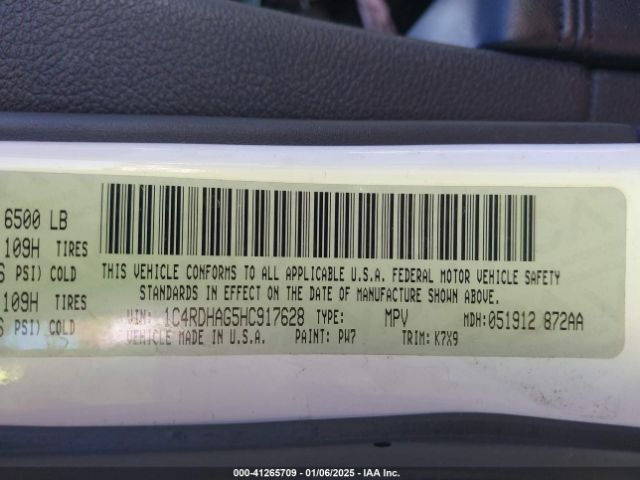 6500 LB
109H TIRES
PSI) COLD
109H TIRES
PSI) COLD
THIS VEHICLE CONFORMS TO ALL APPLICABLE U.S.A. FEDERAL MOTOR VEHICLE SAFETY
STANDARDS IN EFFECT ON THE DATE OF MANUFACTURE SHOWN ABOVE.
VIN: 1C4RDHAG5HC917628 TYPE: MPV MDH: 051912 872AA
VEHICLE MADE IN U.S.A. PAINT: PW7 TRIM: K7X9
000-41265709 - 01/06/2025 - IAA Inc.